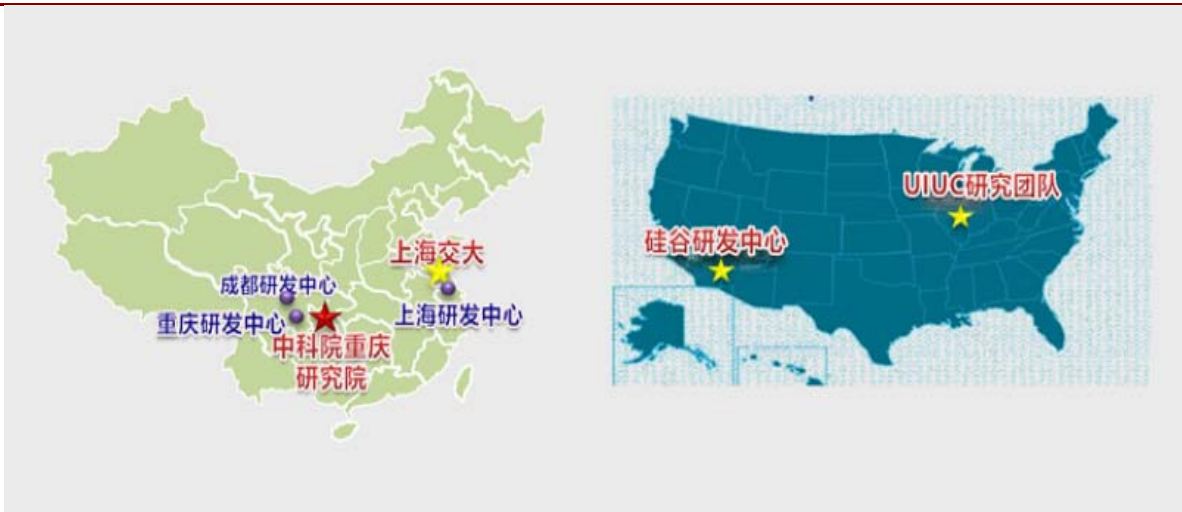 上海交大
成都研发中心
重庆研发中心
上海研发中心
中科院重庆
研究院
UIUC研究团队
硅谷研发中心